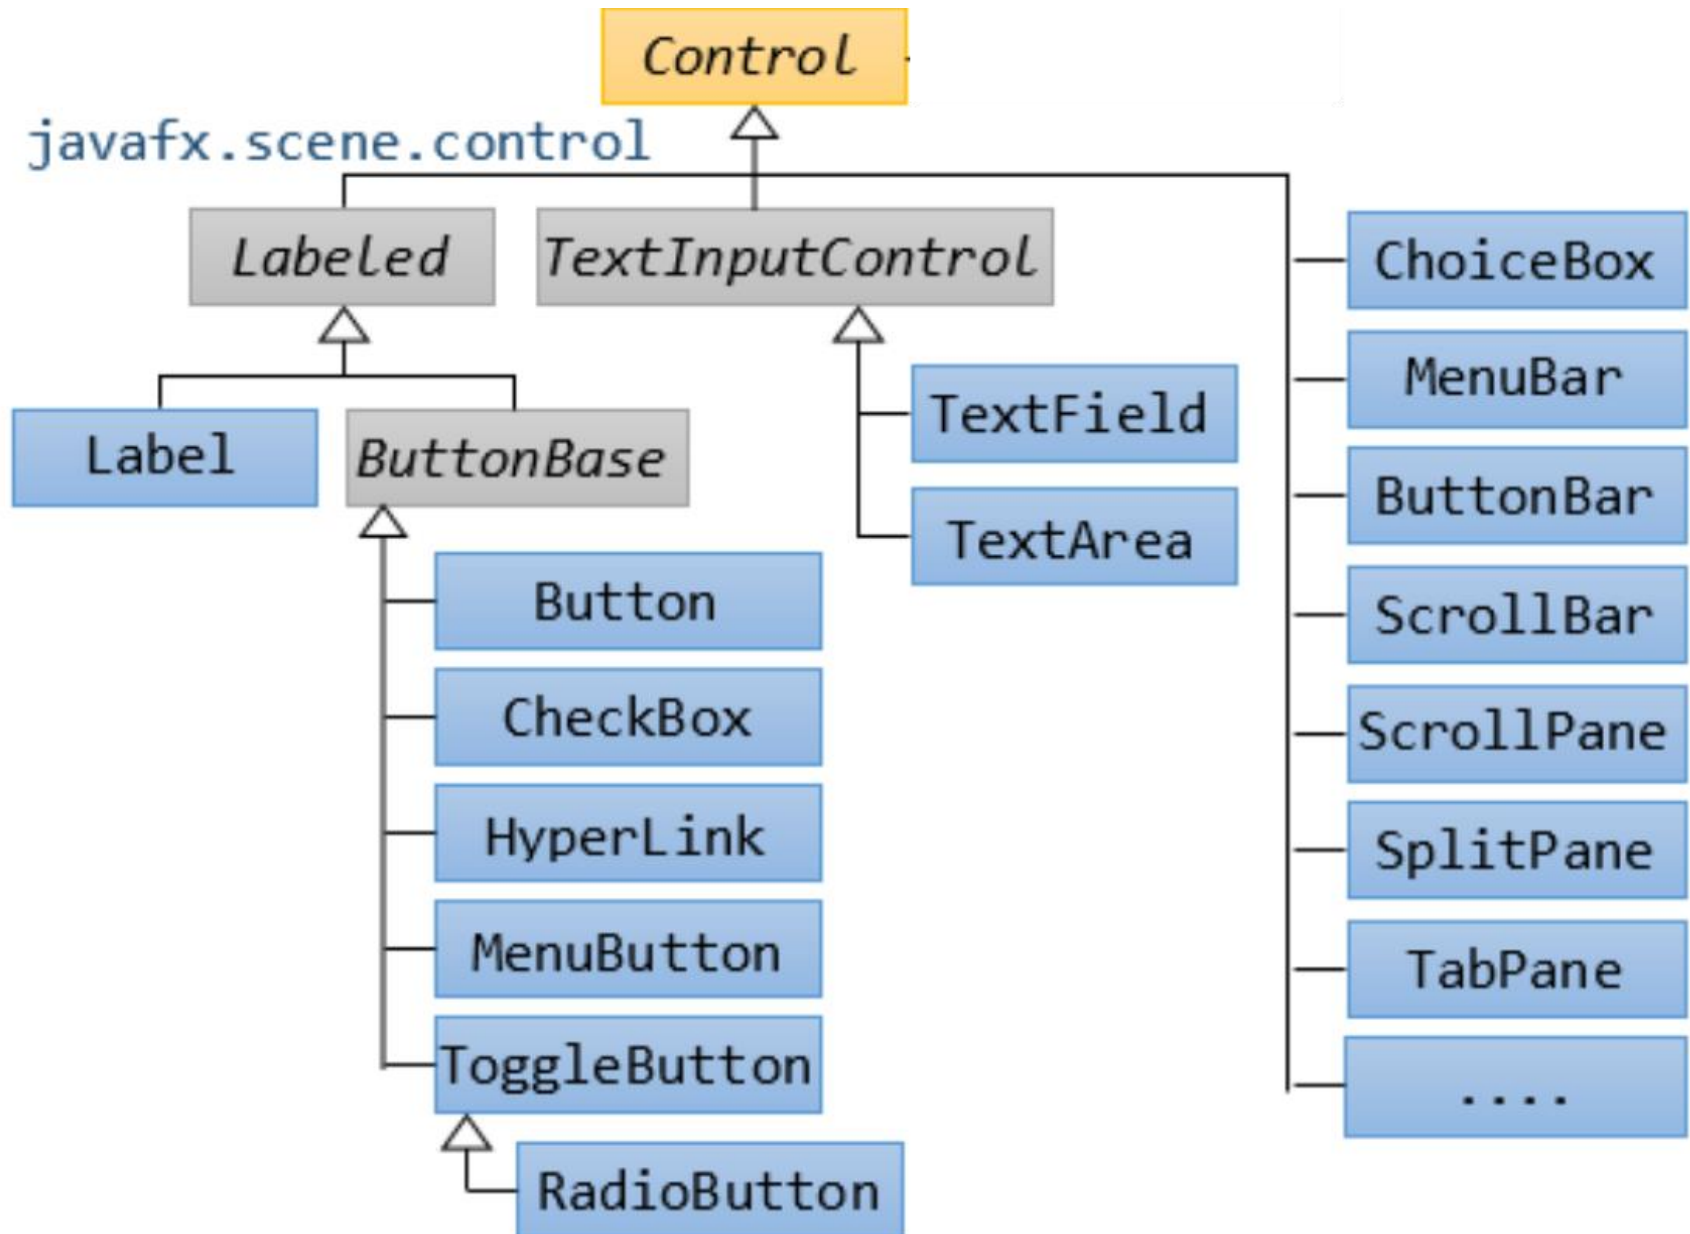 Control
javafx.scene.control
Labeled
TextInputControl
Label
ButtonBase
TextField
TextArea
Button
CheckBox
HyperLink
MenuButton
ToggleButton
RadioButton
ChoiceBox
MenuBar
ButtonBar
ScrollBar
ScrollPane
SplitPane
TabPane
....